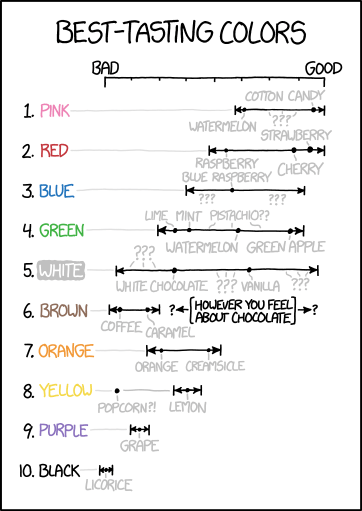 BEST-TASTING COLORS
BAD GOOD
1. PINK
COTTON CANDY
WATERMELON ???
STRAWBERRY
2. RED
RASPBERRY CHERRY
BLUE RASPBERRY
3. BLUE
??? ???
LIME MINT PISTACHIO??
4. GREEN
WATERMELON GREEN APPLE
???
5. WHITE
WHITE CHOCOLATE ??? VANILLA ???
6. BROWN
? HOWEVER YOU FEEL ?
ABOUT CHOCOLATE
COFFEE CARAMEL
7. ORANGE
ORANGE CREAMSICLE
8. YELLOW
POPCORN?! LEMON
9. PURPLE
GRAPE
10. BLACK
LICORICE